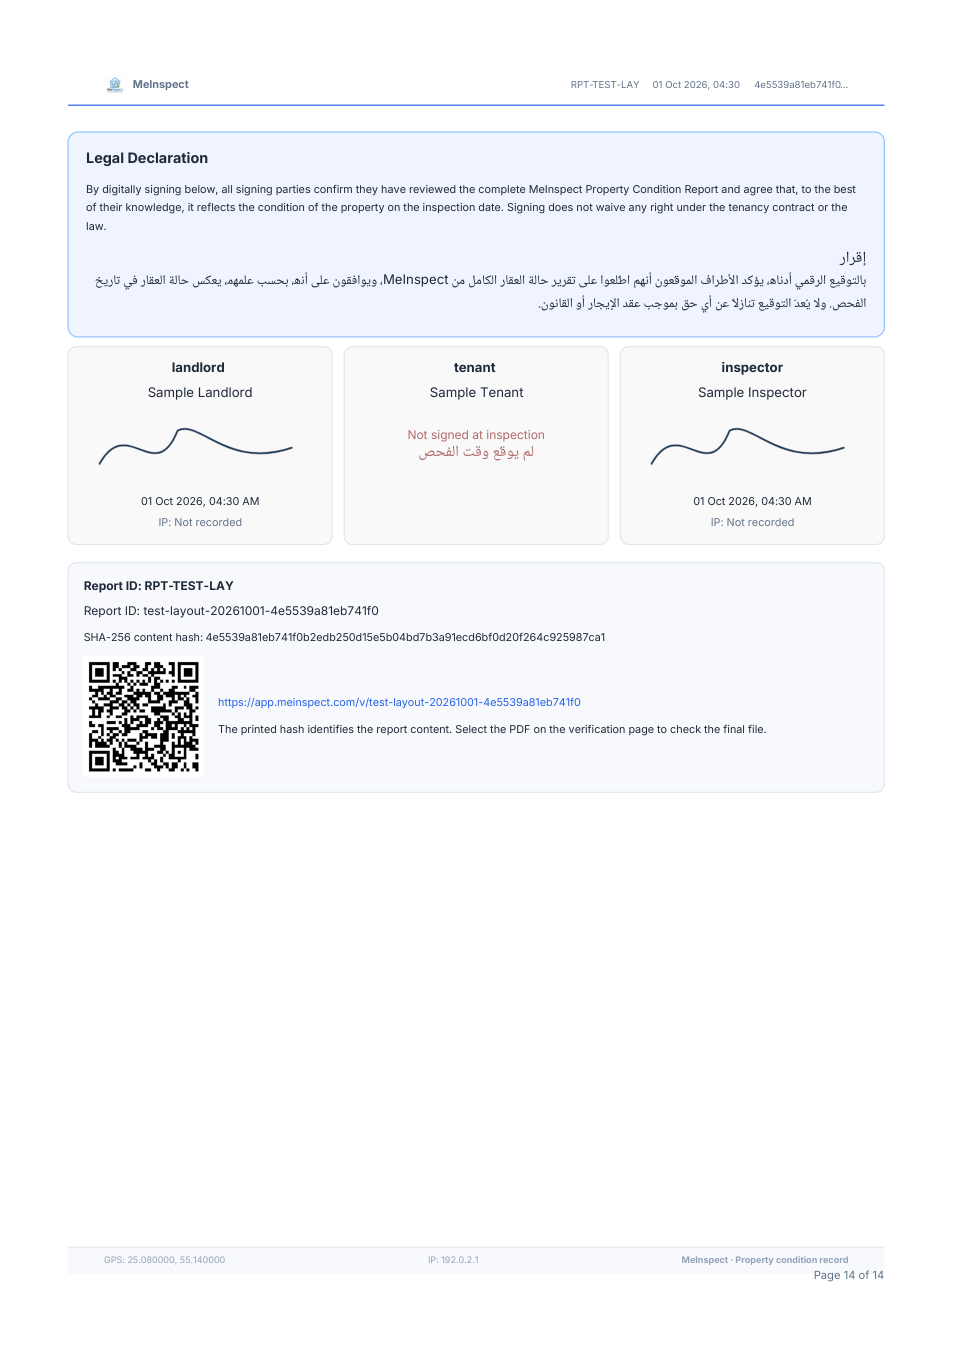 MeInspect
RPT-TEST-LAY 01 Oct 2026, 04:30 4e5539a81eb741f0...
Legal Declaration
By digitally signing below, all signing parties confirm they have reviewed the complete MeInspect Property Condition Report and agree that, to the best
of their knowledge, it reflects the condition of the property on the inspection date. Signing does not waive any right under the tenancy contract or the
law.
إقرار
بالتوقيع الرقمي أدناه، يؤكد الأطراف الموقعون أنهم اطّلعوا على تقرير حالة العقار الكامل من MeInspect، ويوافقون على أنه، بحسب علمهم، يعكس حالة العقار في تاريخ
الفحص. ولا يُعدّ التوقيع تنازلاً عن أي حق بموجب عقد الإيجار أو القانون.
landlord
Sample Landlord
01 Oct 2026, 04:30 AM
IP: Not recorded
tenant
Sample Tenant
Not signed at inspection
لم يوقّع وقت الفحص
inspector
Sample Inspector
01 Oct 2026, 04:30 AM
IP: Not recorded
Report ID: RPT-TEST-LAY
Report ID: test-layout-20261001-4e5539a81eb741f0
SHA-256 content hash: 4e5539a81eb741f0b2edb250d15e5b04bd7b3a91ecd6bf0d20f264c925987ca1
https://app.meinspect.com/v/test-layout-20261001-4e5539a81eb741f0
The printed hash identifies the report content. Select the PDF on the verification page to check the final file.
GPS: 25.080000, 55.140000
IP: 192.0.2.1
MeInspect · Property condition record
Page 14 of 14